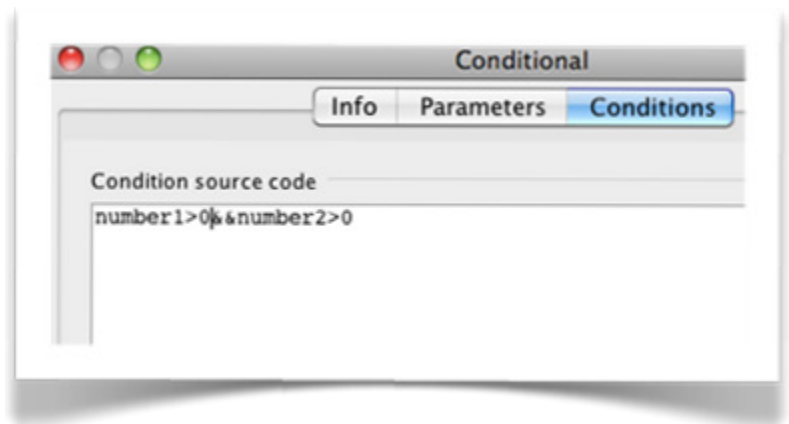 Conditional
Info Parameters Conditions
Condition source code
number1>0&&number2>0